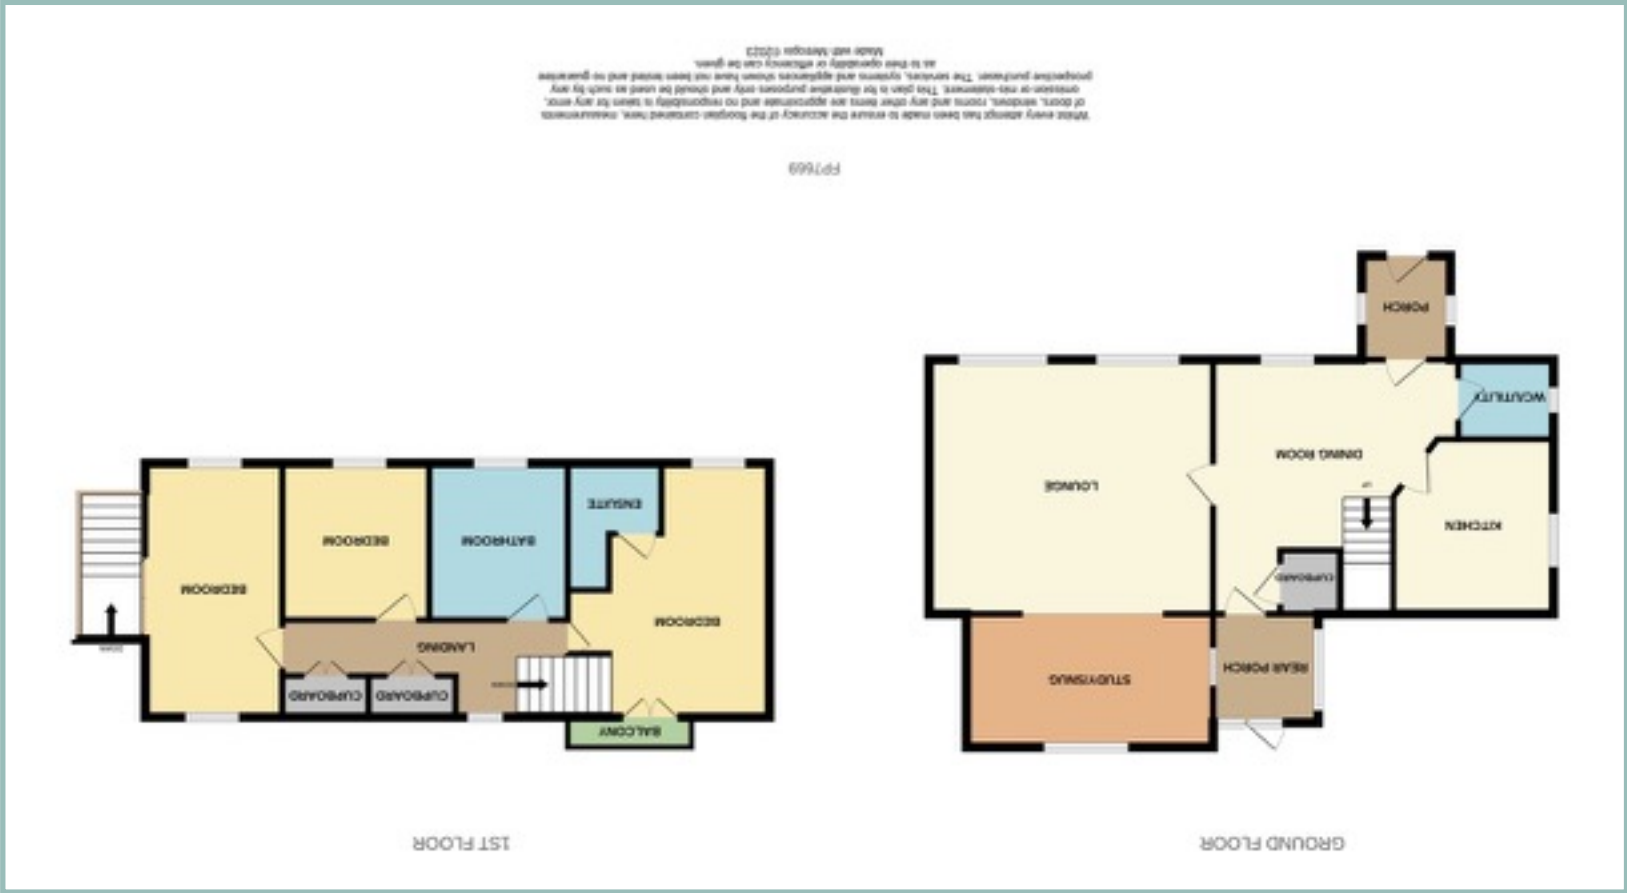 GROUND FLOOR
1ST FLOOR
REAR PORCH
STUDY/SNUG
CUPBOARD
KITCHEN
UP
DINING ROOM
LOUNGE
WC/UTILITY
PORCH
BALCONY
CUPBOARD
CUPBOARD
DOWN
LANDING
DOWN
BEDROOM
BEDROOM
BEDROOM
BATHROOM
ENSUITE
FP7669
Whilst every attempt has been made to ensure the accuracy of the floorplan contained here, measurements
of doors, windows, rooms and any other items are approximate and no responsibility is taken for any error,
omission or mis-statement. This plan is for illustrative purposes only and should be used as such by any
prospective purchaser. The services, systems and appliances shown have not been tested and no guarantee
as to their operability or efficiency can be given.
Made with Metropix ©2023